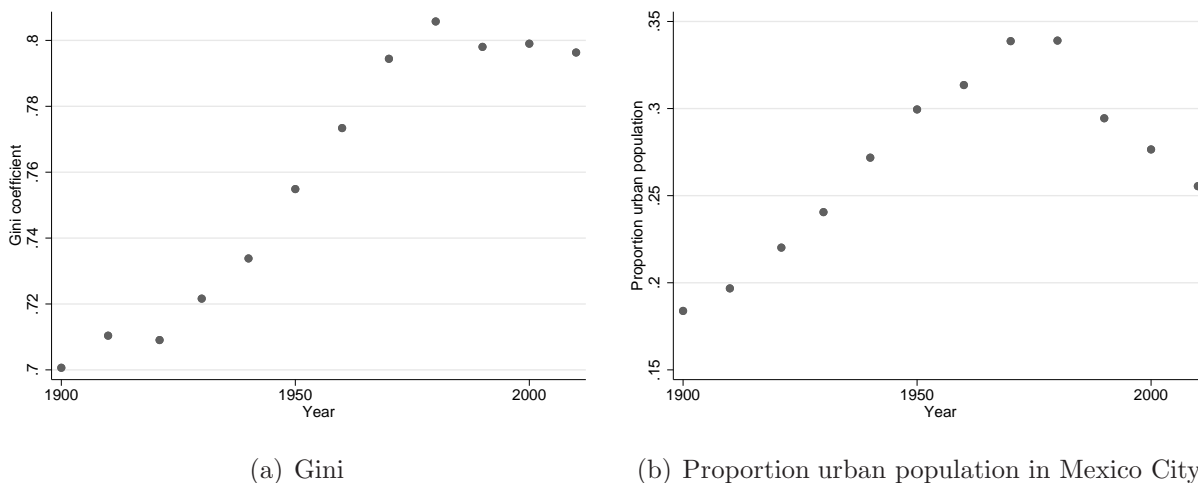 Gini coefficient
.8
.78
.76
.74
.72
.7
1900 1950 2000
Year
(a) Gini
Proportion urban population
.35
.3
.25
.2
.15
1900 1950 2000
Year
(b) Proportion urban population in Mexico City